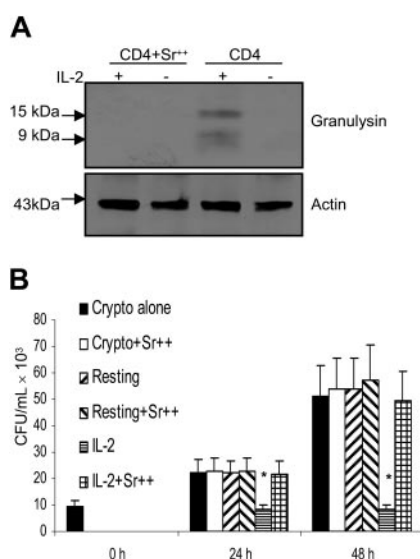 A
CD4+Sr++ CD4
IL-2 + - + -
15 kDa
9 kDa
Granulysin
43kDa
Actin
B
CFU/mL × 10³
80
70
60
50
40
30
20
10
0
Crypto alone
Crypto+Sr++
Resting
Resting+Sr++
IL-2
IL-2+Sr++
* *
0 h 24 h 48 h